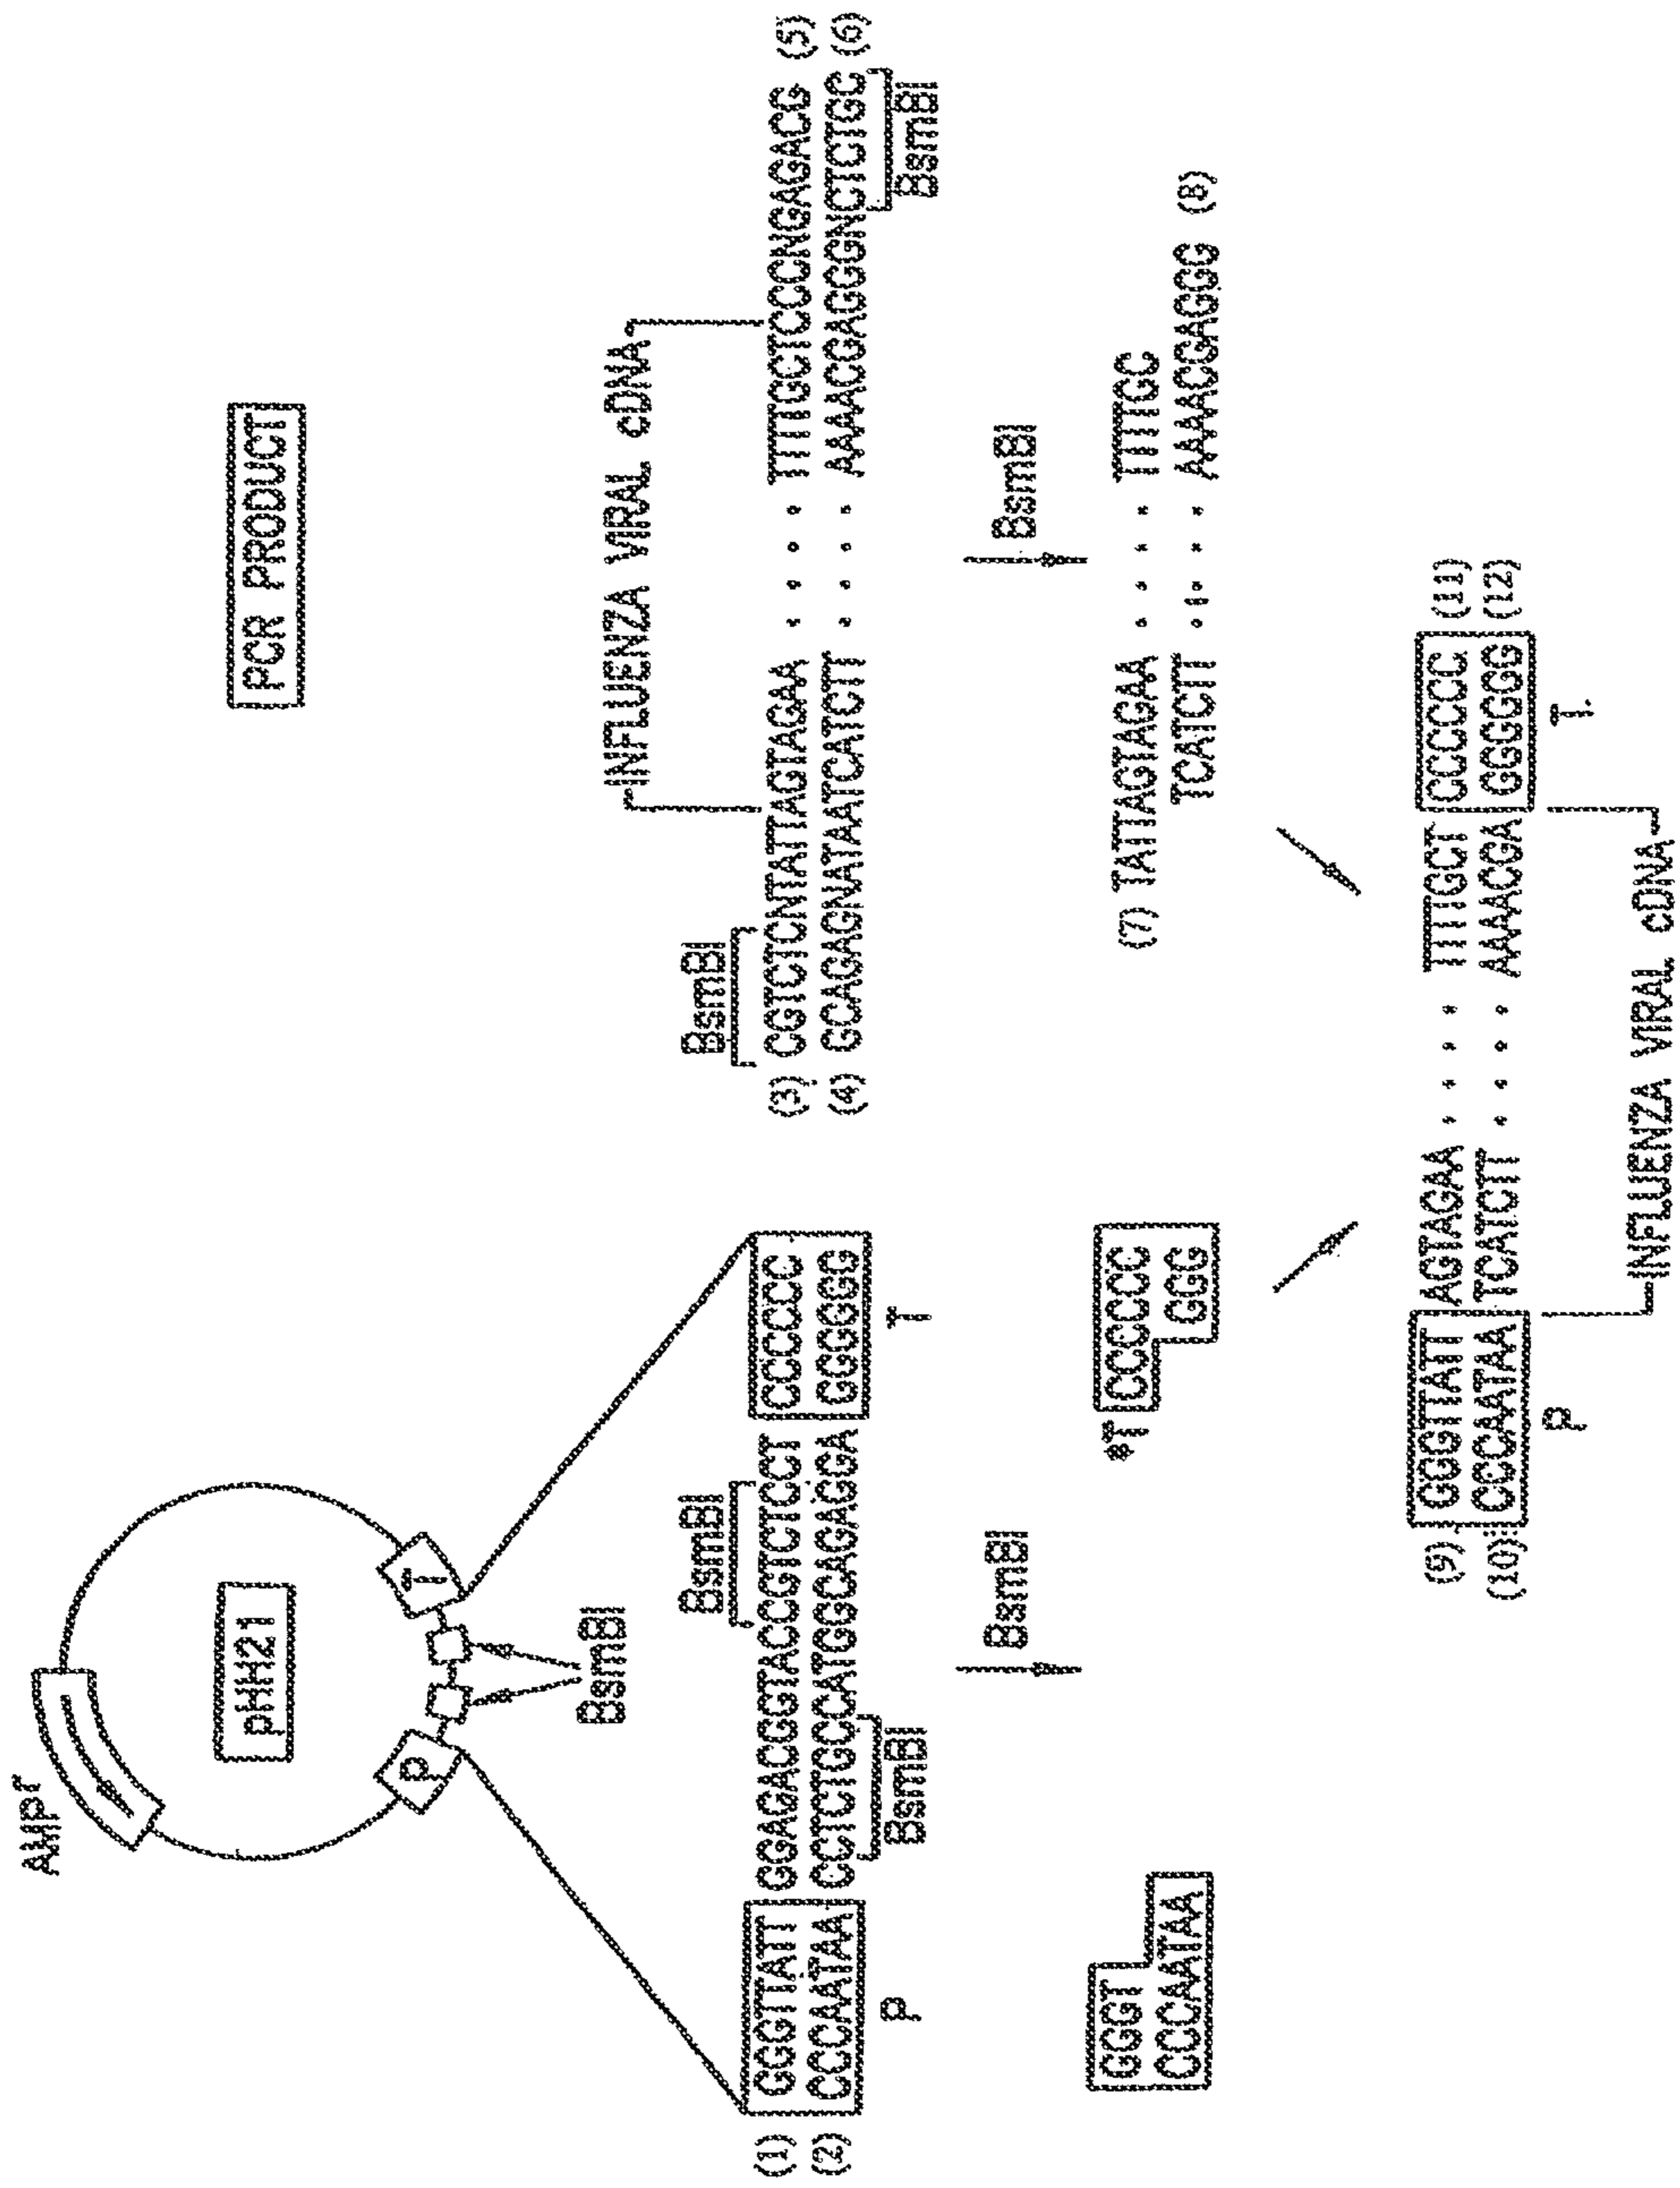 AMPr
pHH21
PCR PRODUCT
P
T
BsmBI
INFLUENZA VIRAL cDNA
BsmBI
BsmBI
(1) GGGTTATT GGAGACGGTACCGTCTCCT CCCCCC
(2) CCCAATAA CCTCTGCCATGGCAGAGGA GGGGGG
(3) CGTCTCNTATTAGTAGAA . . . . TTTTGCTCCCNGAGACG (5)
(4) GCAGAGNATAATCATCTT . . . . AAAACGAGGGNCTCTGC (6)
P
BsmBI
T
BsmBI
BsmBI
BsmBI
GGGT
CCCAATAA
*T CCCCCC
GGG
(7) TATTAGTAGAA . . . . TTTTGC
TCATCTT . . . . AAAACGAGGG (8)
(9) GGGTTATT AGTAGAA . . . . TTTTGCT CCCCCC (11)
(10) CCCAATAA TCATCTT . . . . AAAACGA GGGGGG (12)
P
T
INFLUENZA VIRAL cDNA